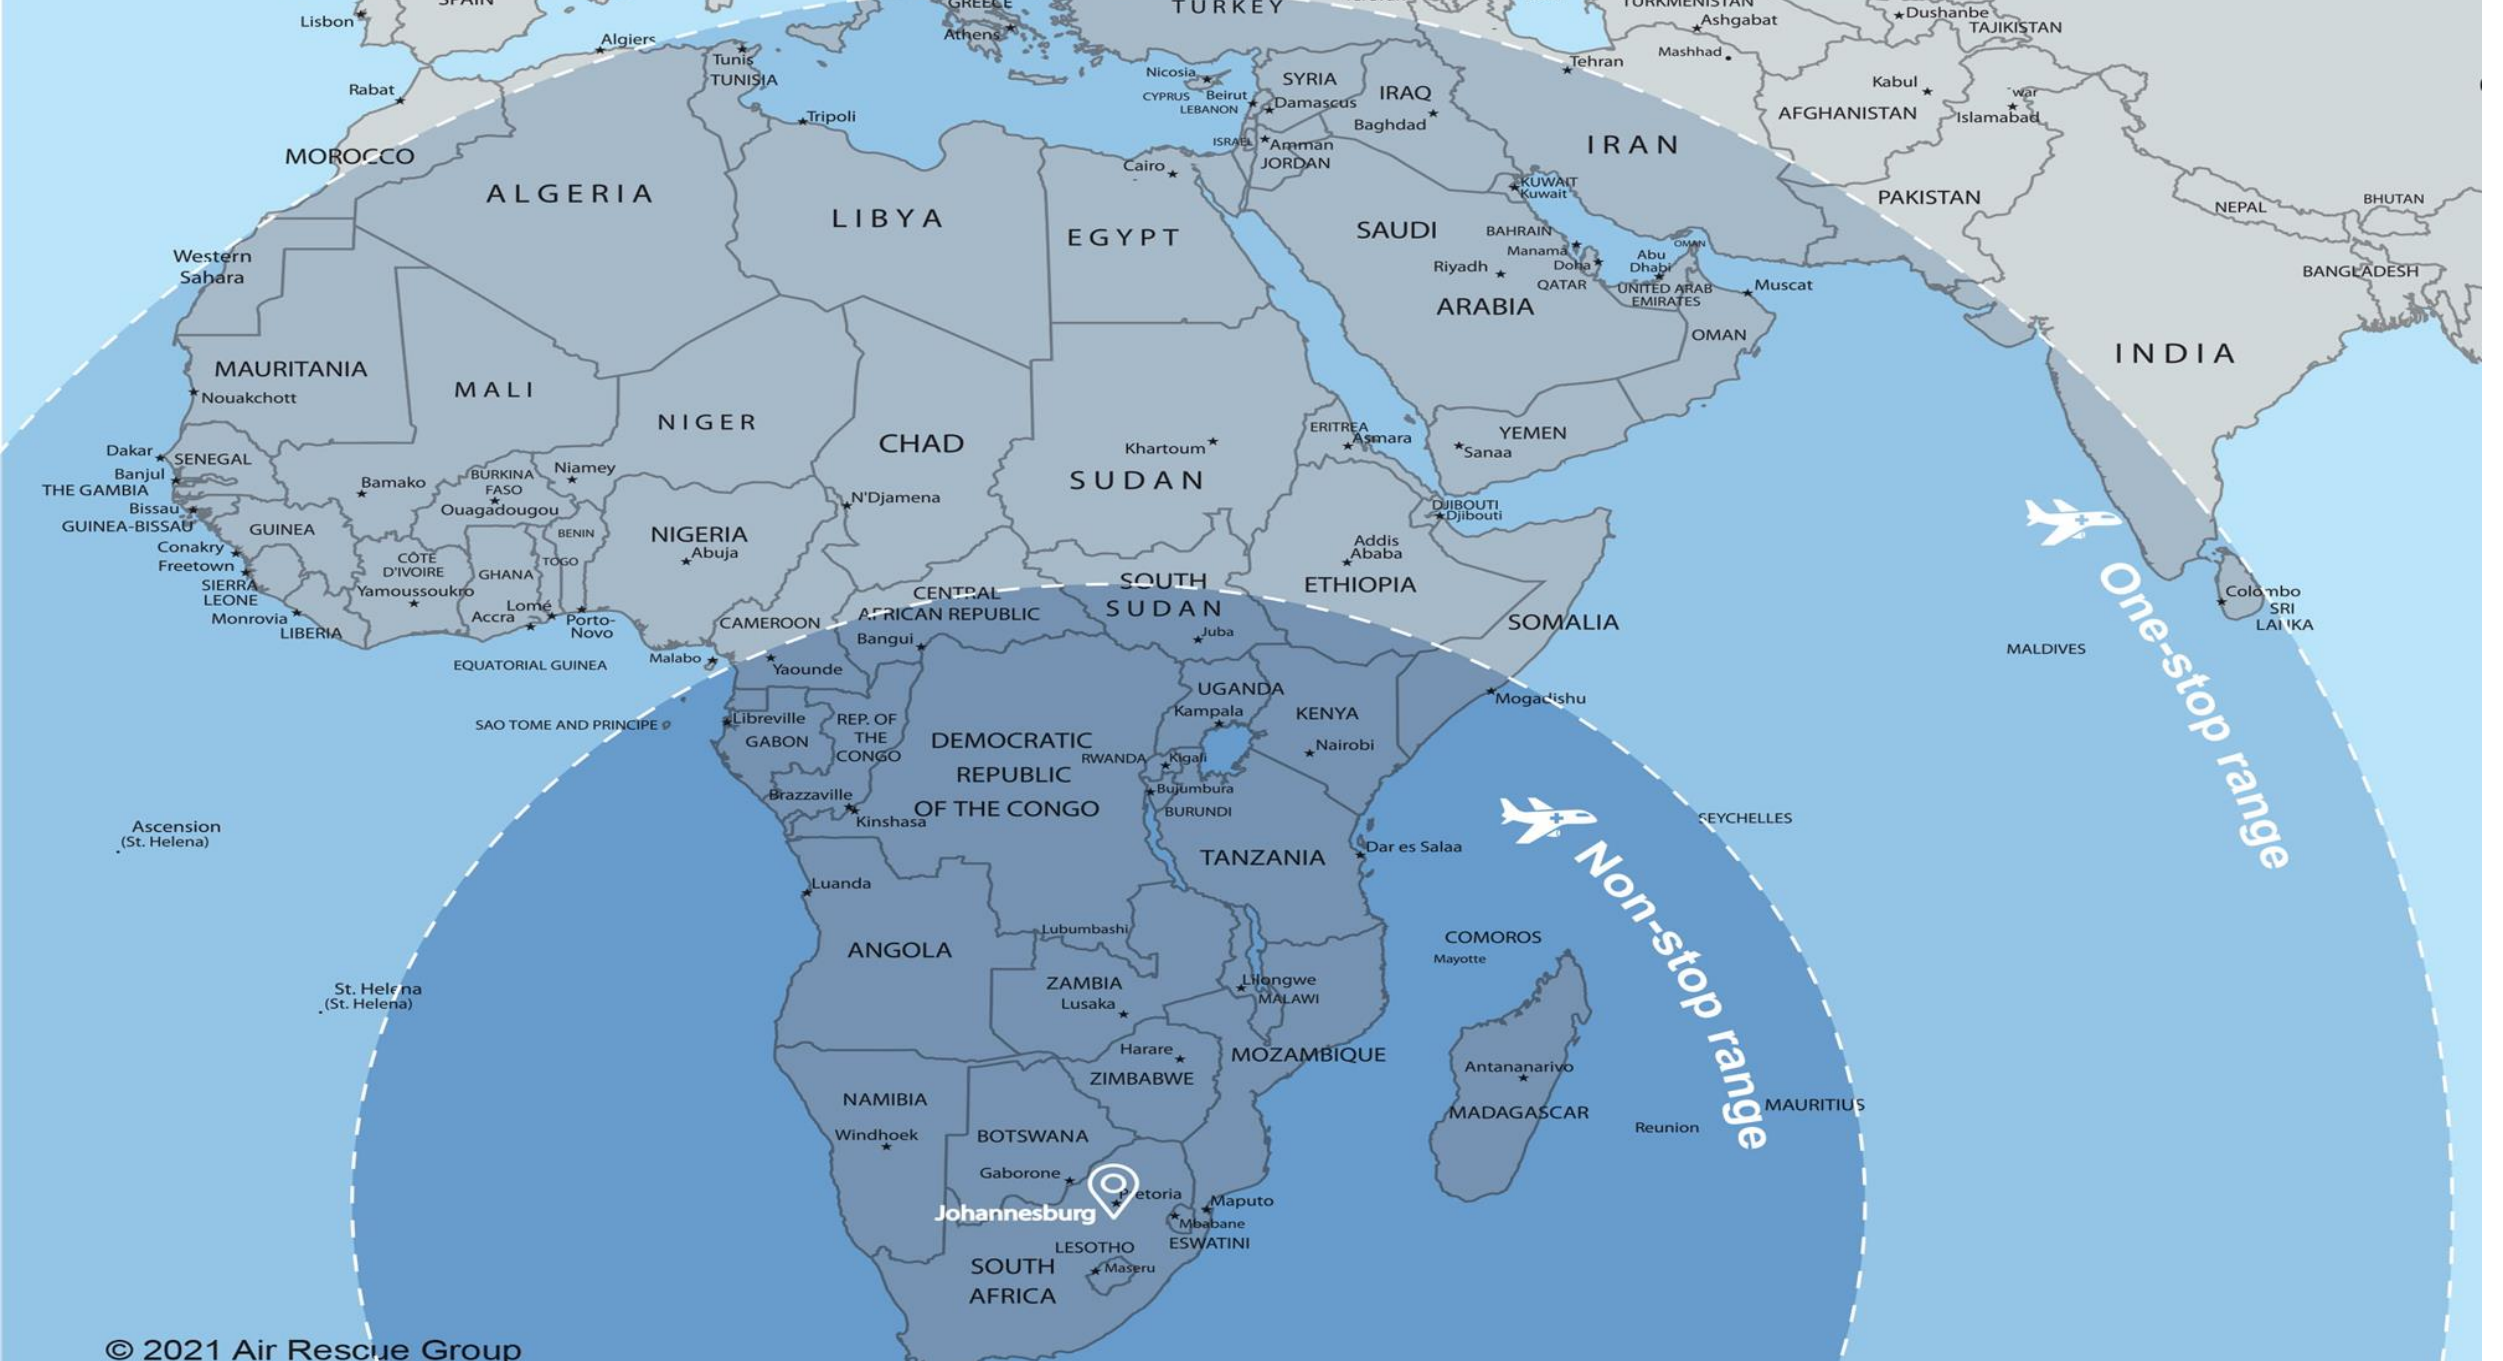 SPAIN
GREECE
TURKEY
TURKMENISTAN
Dushanbe
Lisbon
Ashgabat
TAJIKISTAN
Algiers
Athens
Mashhad
Tunis
Tehran
TUNISIA
Nicosia
SYRIA
Kabul
Rabat
CYPRUS
Beirut
IRAQ
war
LEBANON
Damascus
AFGHANISTAN
Islamabad
Tripoli
Baghdad
ISRAEL
Amman
IRAN
MOROCCO
Cairo
JORDAN
ALGERIA
KUWAIT
Kuwait
PAKISTAN
NEPAL
BHUTAN
LIBYA
EGYPT
SAUDI
BAHRAIN
OMAN
Western
Sahara
Manama
Abu
Dhabi
Riyadh
Doha
QATAR
UNITED ARAB
EMIRATES
Muscat
BANGLADESH
ARABIA
OMAN
INDIA
MAURITANIA
MALI
Nouakchott
NIGER
CHAD
ERITREA
Asmara
YEMEN
Dakar
SENEGAL
Khartoum
Sanaa
Banjul
THE GAMBIA
BURKINA
FASO
Niamey
Bamako
SUDAN
N'Djamena
Bissau
GUINEA-BISSAU
Ouagadougou
DJIBOUTI
Djibouti
GUINEA
BENIN
NIGERIA
Abuja
Conakry
Freetown
CÔTE
D'IVOIRE
GHANA
TOGO
Addis
Ababa
SIERRA
LEONE
Yamoussoukro
SOUTH
SUDAN
ETHIOPIA
Colombo
SRI
LANKA
Monrovia
LIBERIA
Accra
Lomé
Porto-
Novo
CAMEROON
CENTRAL
AFRICAN REPUBLIC
SOMALIA
Bangui
Juba
MALDIVES
EQUATORIAL GUINEA
Malabo
Yaounde
One-stop range
UGANDA
Mogadishu
SAO TOME AND PRINCIPE
Libreville
GABON
REP. OF
THE
CONGO
Kampala
KENYA
DEMOCRATIC
REPUBLIC
OF THE CONGO
RWANDA
Kigali
Nairobi
Brazzaville
Bujumbura
BURUNDI
Kinshasa
SEYCHELLES
Ascension
(St. Helena)
TANZANIA
Dar es Salaa
Luanda
Non-stop range
ANGOLA
Lubumbashi
COMOROS
Mayotte
St. Helena
(St. Helena)
ZAMBIA
Lusaka
Lilongwe
MALAWI
Harare
MOZAMBIQUE
ZIMBABWE
Antananarivo
NAMIBIA
MADAGASCAR
MAURITIUS
Reunion
Windhoek
BOTSWANA
Gaborone
Pretoria
Johannesburg
Maputo
Mbabane
ESWATINI
LESOTHO
SOUTH
AFRICA
Maseru
© 2021 Air Rescue Group